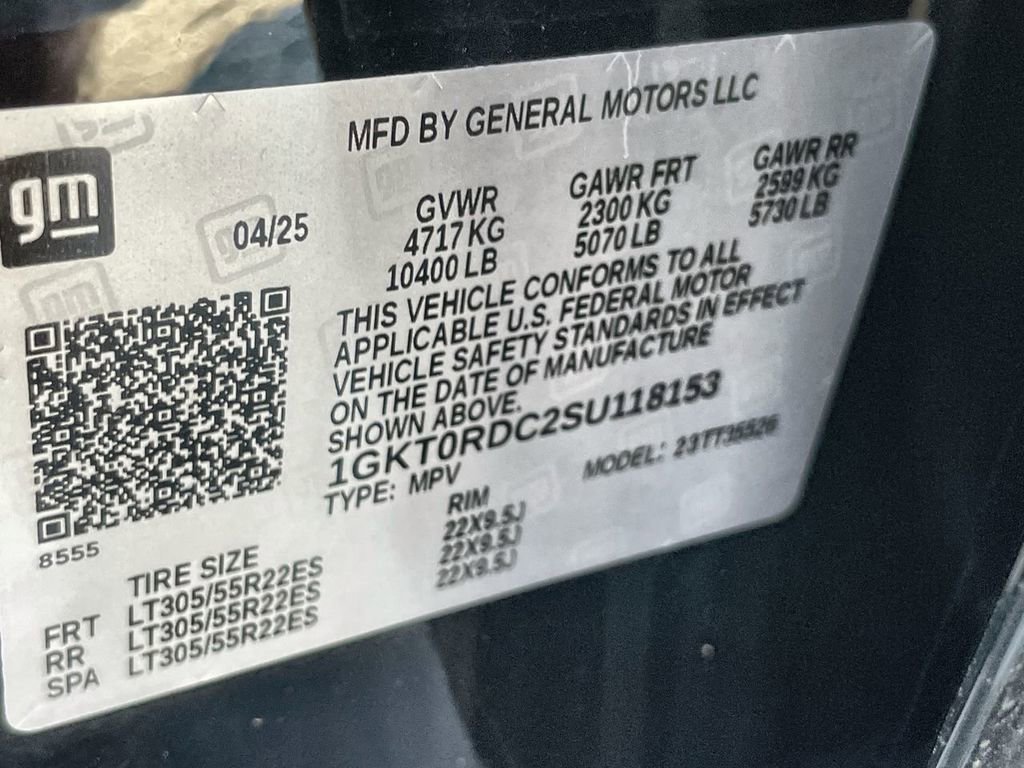 MFD BY GENERAL MOTORS LLC
gm
04/25
GVWR GAWR FRT GAWR RR
4717 KG 2300 KG 2599 KG
10400 LB 5070 LB 5730 LB
THIS VEHICLE CONFORMS TO ALL
APPLICABLE U.S. FEDERAL MOTOR
VEHICLE SAFETY STANDARDS IN EFFECT
ON THE DATE OF MANUFACTURE
SHOWN ABOVE.
1GKT0RDC2SU118153
TYPE: MPV MODEL: 23TT35526
8555
TIRE SIZE RIM
FRT LT305/55R22ES 22X9.5J
RR LT305/55R22ES 22X9.5J
SPA LT305/55R22ES 22X9.5J